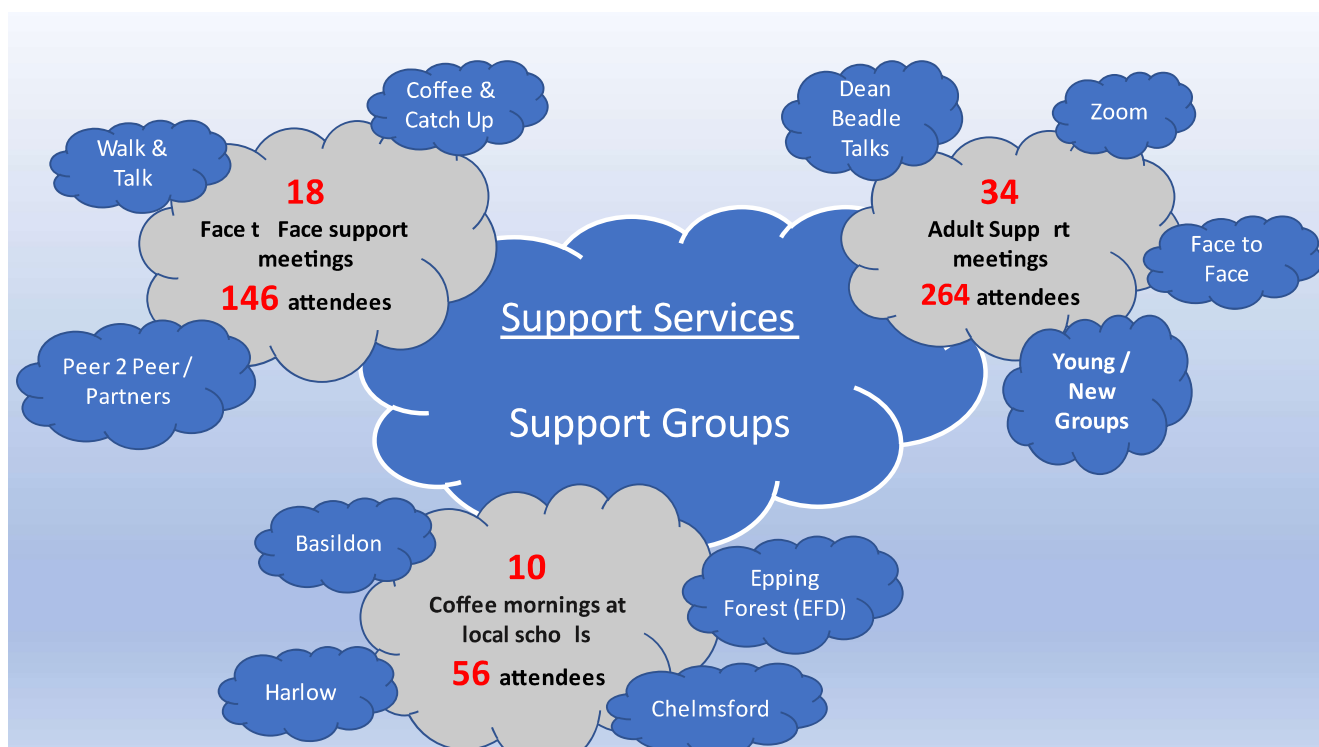 Coffee &
Catch Up
Walk &
Talk
18
Face t  Face support
meetings
146 attendees
Peer 2 Peer /
Partners
Dean
Beadle
Talks
Zoom
34
Adult Supp  rt
meetings
264 attendees
Face to
Face
Young /
New
Groups
Support Services
Support Groups
Basildon
10
Coffee mornings at
local scho  ls
56 attendees
Epping
Forest (EFD)
Harlow
Chelmsford